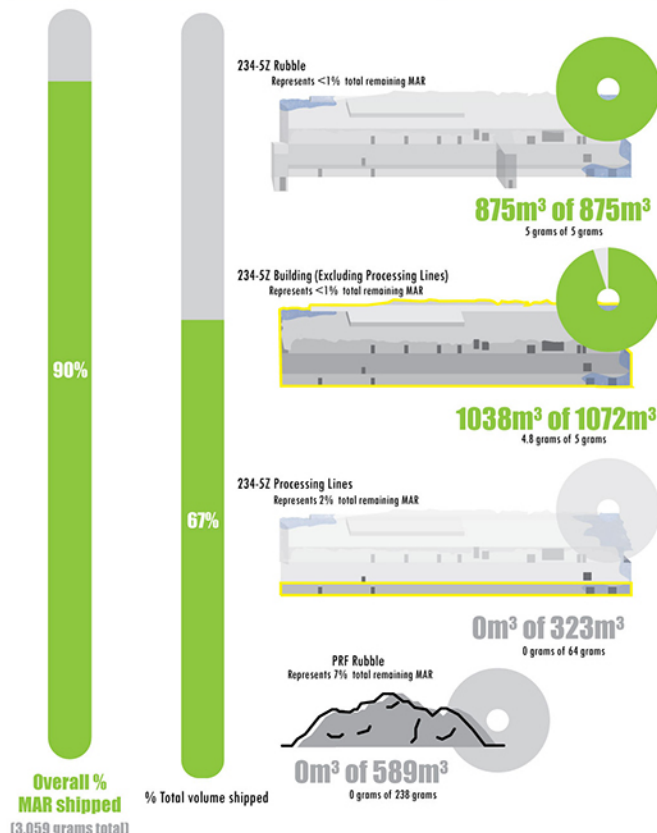 90%
Overall %
MAR shipped
(3,059 grams total)
67%
% Total volume shipped
234-5Z Rubble
Represents <1% total remaining MAR
875m³ of 875m³
5 grams of 5 grams
234-5Z Building (Excluding Processing Lines)
Represents <1% total remaining MAR
1038m³ of 1072m³
4.8 grams of 5 grams
234-5Z Processing Lines
Represents 2% total remaining MAR
0m³ of 323m³
0 grams of 64 grams
PRF Rubble
Represents 7% total remaining MAR
0m³ of 589m³
0 grams of 238 grams